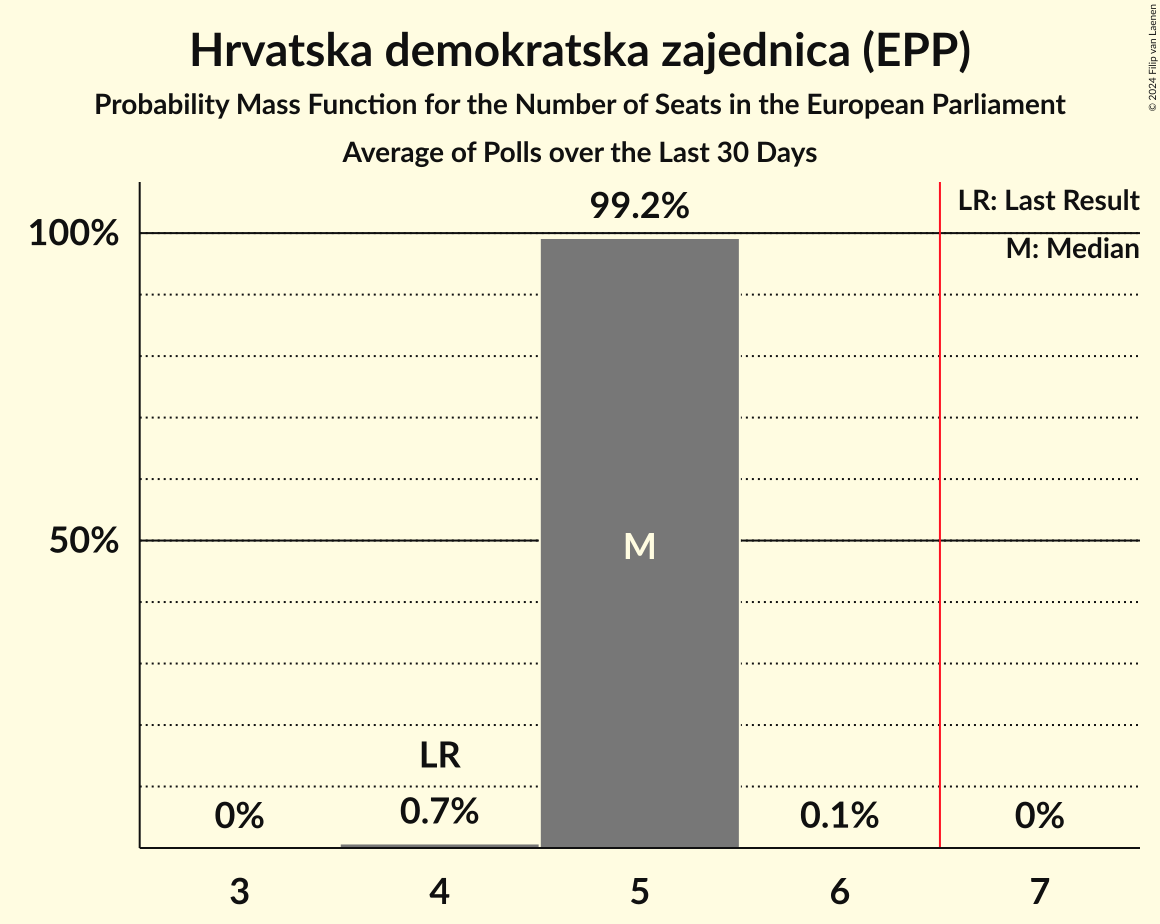 Hrvatska demokratska zajednica (EPP)
Probability Mass Function for the Number of Seats in the European Parliament
Average of Polls over the Last 30 Days
© 2024 Filip van Laenen
LR: Last Result
M: Median
99.2%
100%
50%
M
LR
0%
0.7%
0.1%
0%
3
4
5
6
7